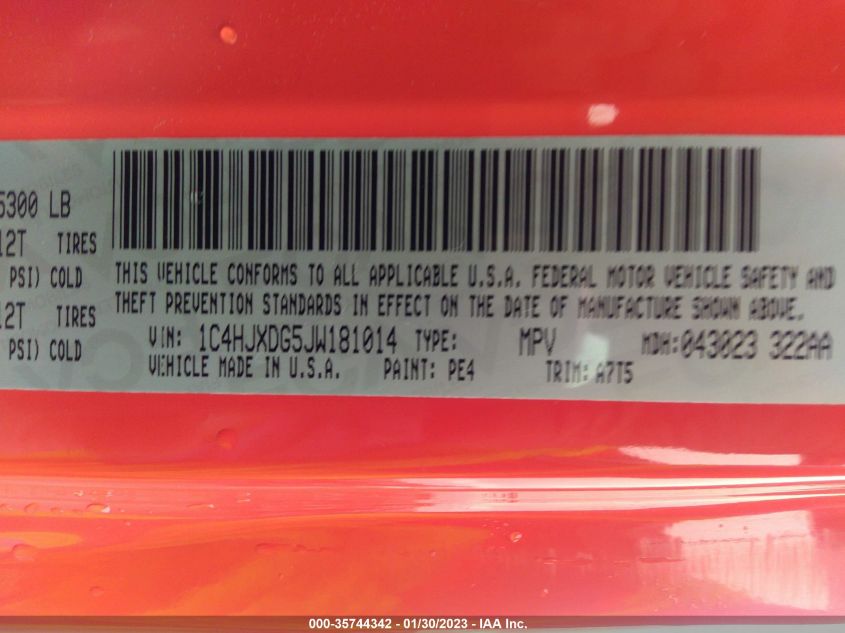 5300 LB
12T TIRES
PSI) COLD
12T TIRES
PSI) COLD
THIS VEHICLE CONFORMS TO ALL APPLICABLE U.S.A. FEDERAL MOTOR VEHICLE SAFETY AND
THEFT PREVENTION STANDARDS IN EFFECT ON THE DATE OF MANUFACTURE SHOWN ABOVE.
VIN: 1C4HJXDG5JW181014 TYPE: MPV MDH:043023 322AA
VEHICLE MADE IN U.S.A. PAINT: PE4 TRIM: A7T5
000-35744342 - 01/30/2023 - IAA Inc.